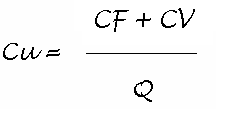 CF + CV
Cu =
Q